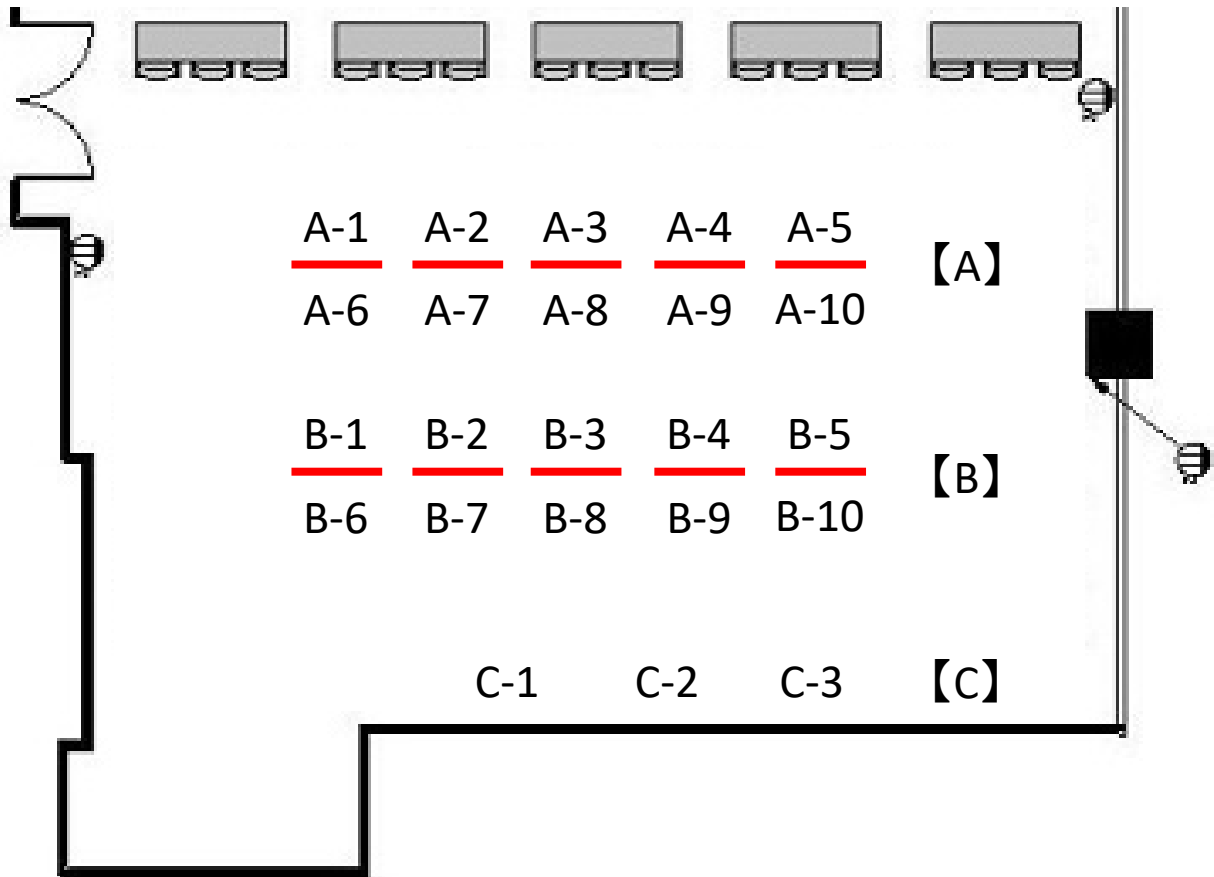 A-1 A-2 A-3 A-4 A-5
【A】
A-6 A-7 A-8 A-9 A-10
B-1 B-2 B-3 B-4 B-5
【B】
B-6 B-7 B-8 B-9 B-10
C-1 C-2 C-3 【C】